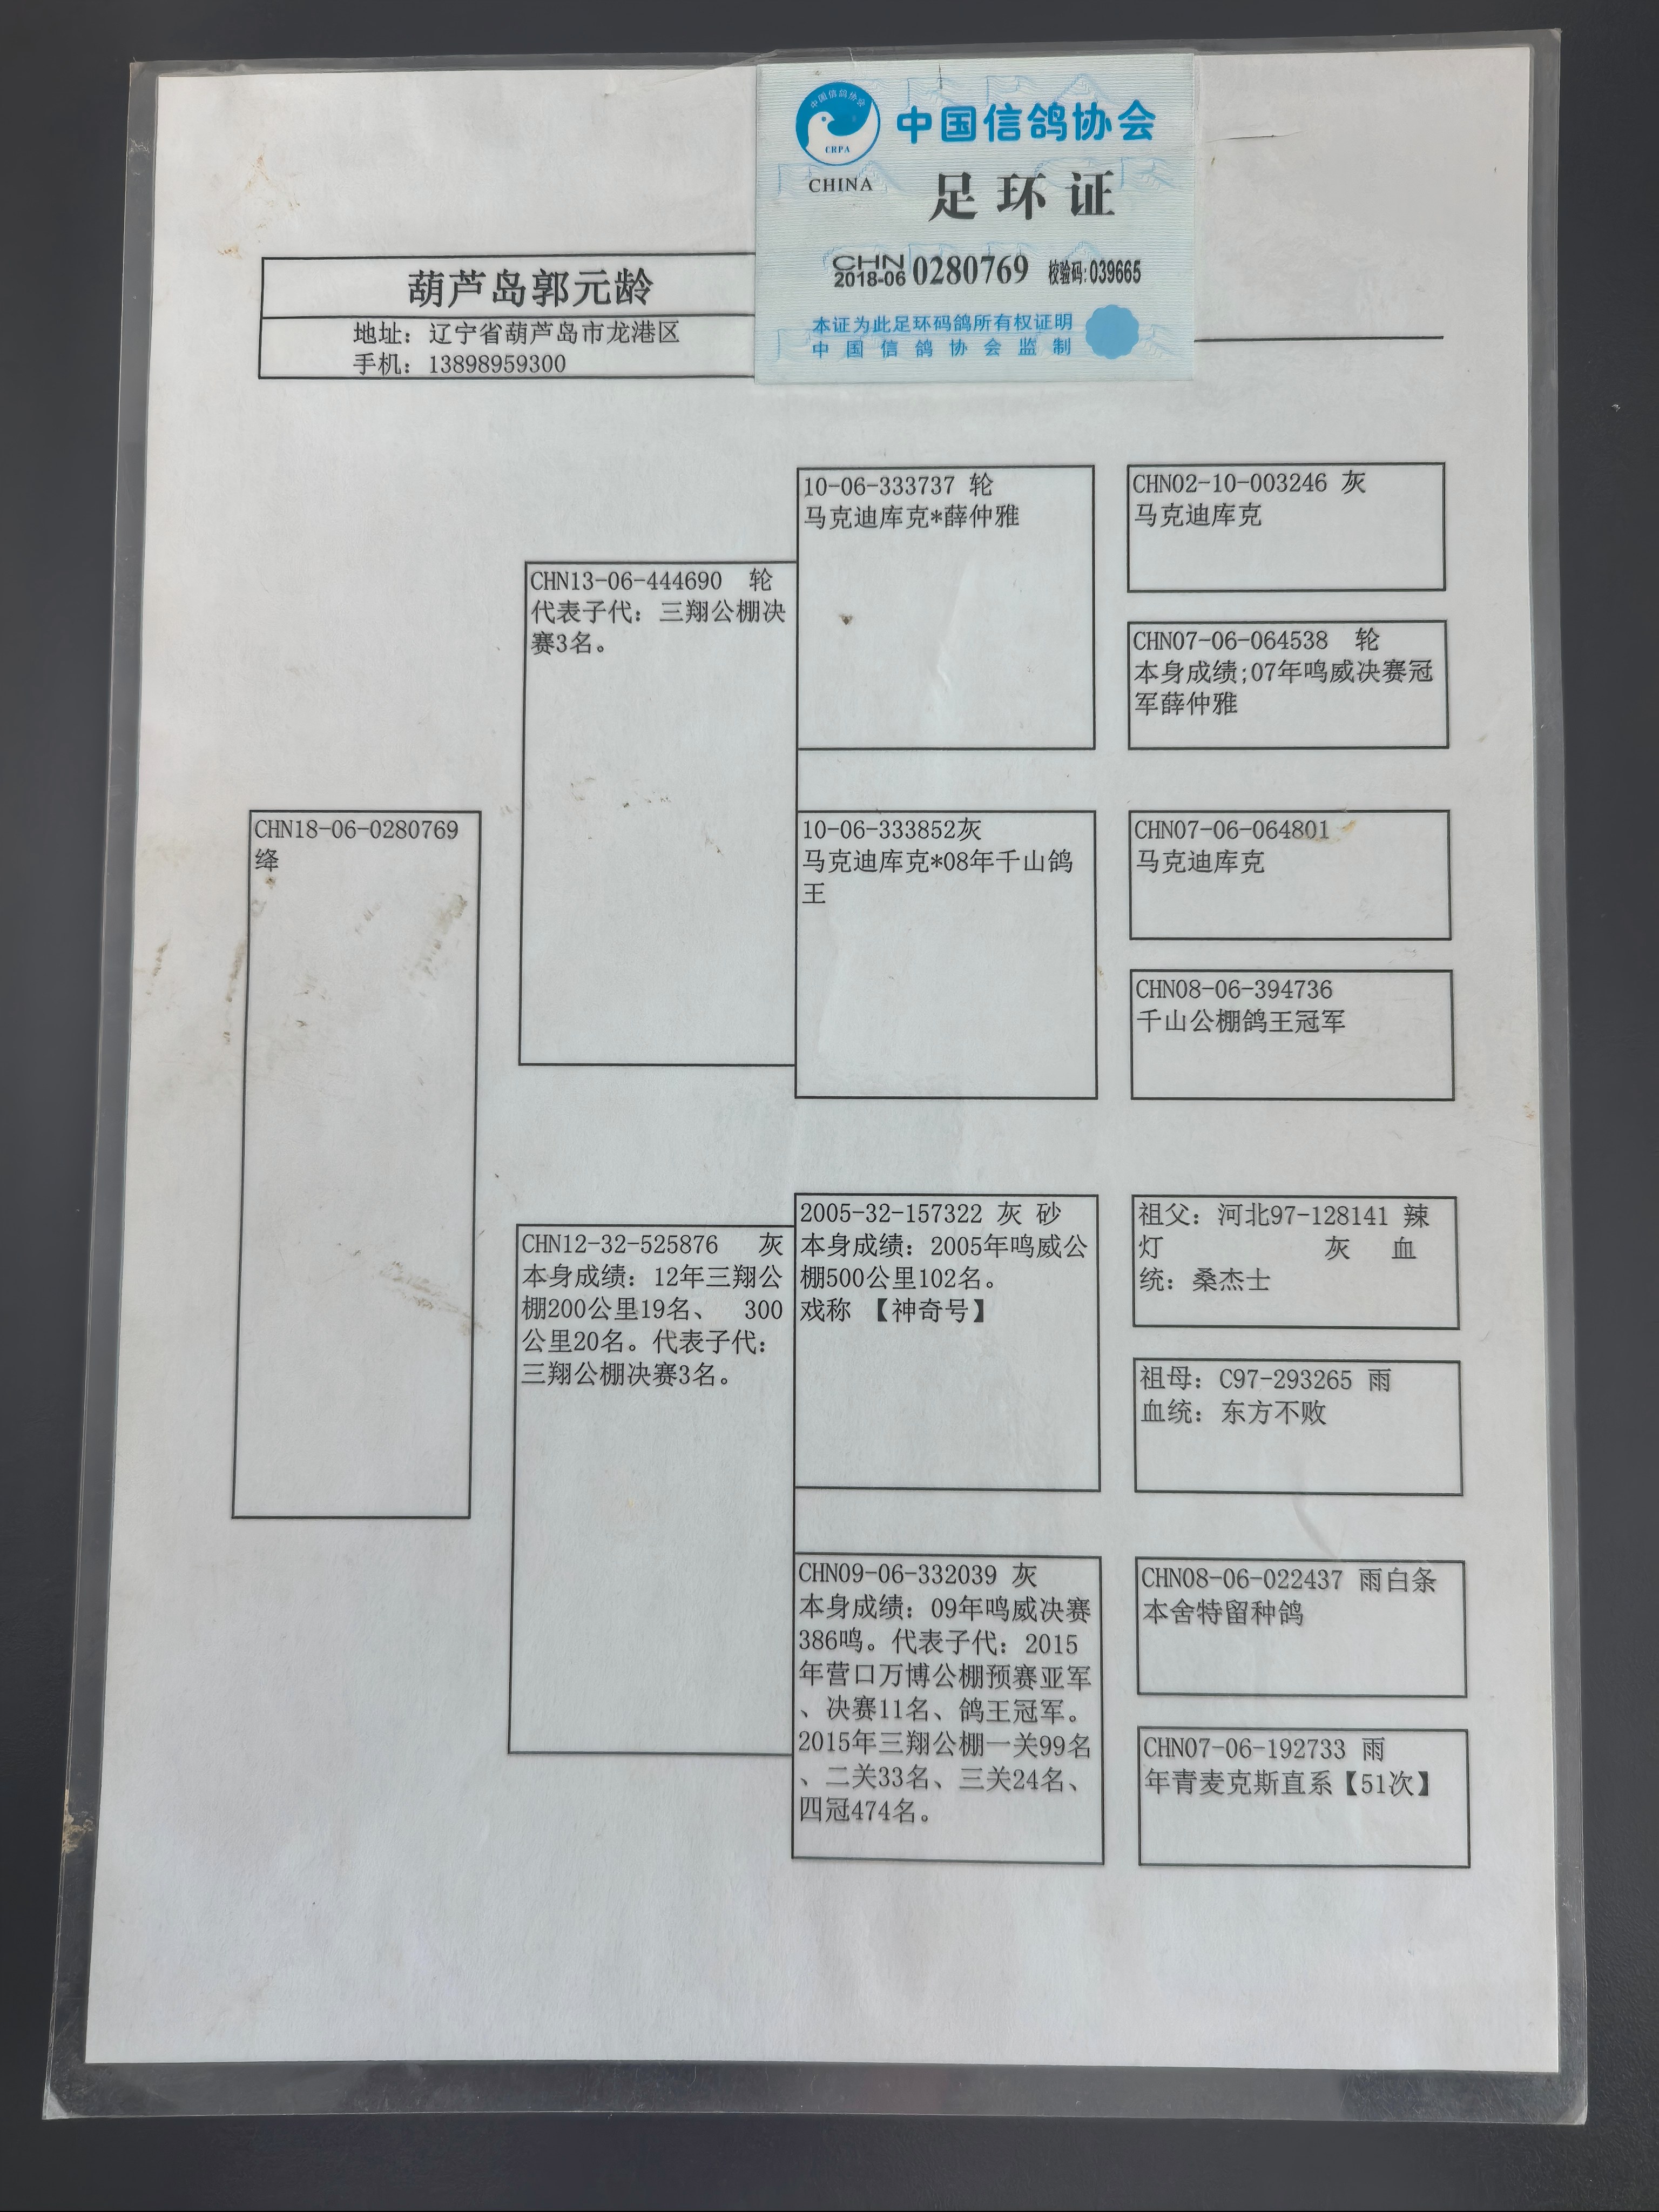 中国信鸽协会
CRPA
中国信鸽协会
CHINA
足环证
CHN
2018-06 0280769 校验码:039665
本证为此足环码鸽所有权证明
中国信鸽协会监制
葫芦岛郭元龄
地址：辽宁省葫芦岛市龙港区
手机：13898959300
CHN18-06-0280769
绛
CHN13-06-444690 轮
代表子代：三翔公棚决
赛3名。
10-06-333737 轮
马克迪库克*薛仲雅
CHN02-10-003246 灰
马克迪库克
CHN07-06-064538 轮
本身成绩;07年鸣威决赛冠
军薛仲雅
10-06-333852灰
马克迪库克*08年千山鸽
王
CHN07-06-064801
马克迪库克
CHN08-06-394736
千山公棚鸽王冠军
CHN12-32-525876 灰
本身成绩：12年三翔公
棚200公里19名、 300
公里20名。代表子代：
三翔公棚决赛3名。
2005-32-157322 灰 砂
本身成绩：2005年鸣威公
棚500公里102名。
戏称 【神奇号】
祖父：河北97-128141 辣
灯 灰 血
统：桑杰士
祖母：C97-293265 雨
血统：东方不败
CHN09-06-332039 灰
本身成绩：09年鸣威决赛
386鸣。代表子代：2015
年营口万博公棚预赛亚军
、决赛11名、鸽王冠军。
2015年三翔公棚一关99名
、二关33名、三关24名、
四冠474名。
CHN08-06-022437 雨白条
本舍特留种鸽
CHN07-06-192733 雨
年青麦克斯直系【51次】